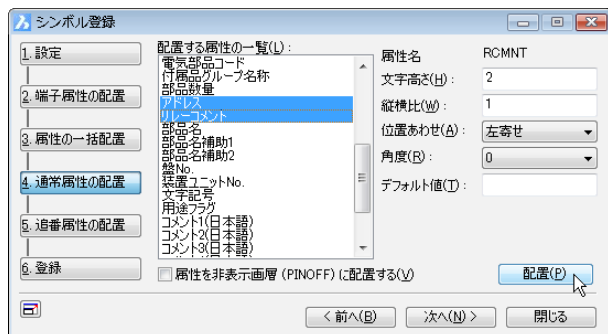 シンボル登録
1.設定
2.端子属性の配置
3.属性の一括配置
4.通常属性の配置
5.追番属性の配置
6.登録
配置する属性の一覧(L):
電気部品コード
付属品グループ名称
部品数量
アドレス
リレーコメント
部品名
部品名補助1
部品名補助2
盤No.
装置ユニットNo.
文字記号
用途フラグ
コメント1(日本語)
コメント2(日本語)
コメント3(日本語)
属性を非表示画層 (PINOFF) に配置する(V)
属性名 RCMNT
文字高さ(H): 2
縦横比(W): 1
位置あわせ(A): 左寄せ
角度(R): 0
デフォルト値(T):
配置(P)
< 前へ(B) 次へ(N) > 閉じる